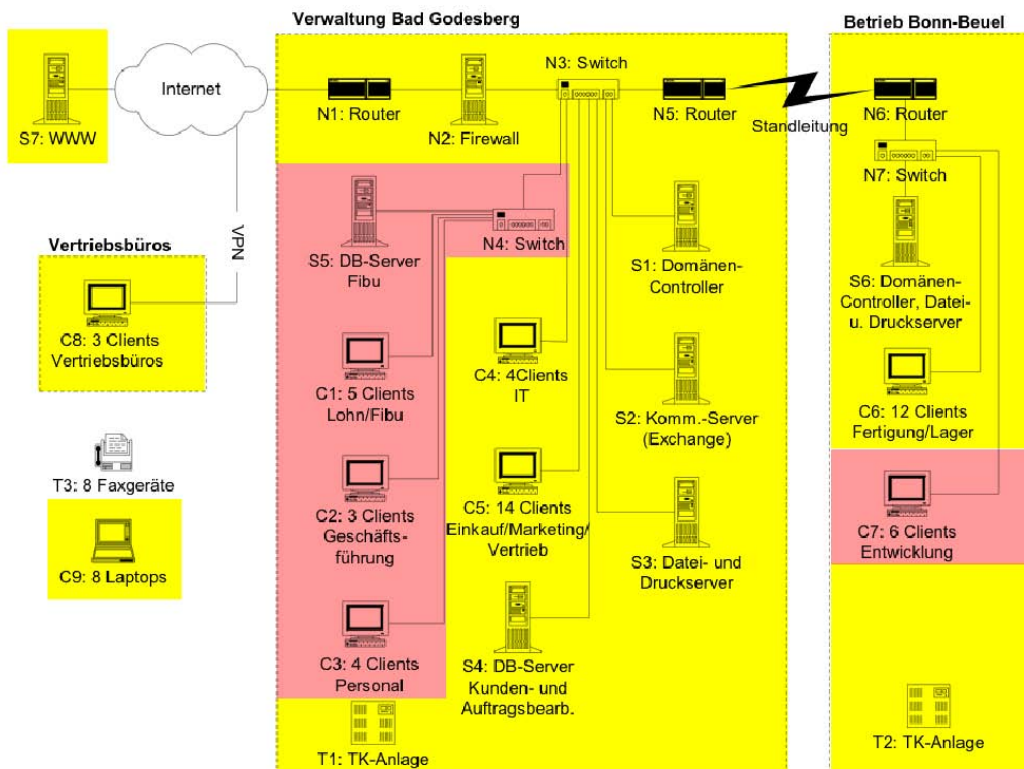 Verwaltung Bad Godesberg
Betrieb Bonn-Beuel
S7: WWW
Internet
N1: Router
N2: Firewall
N3: Switch
N5: Router
Standleitung
N6: Router
N7: Switch
VPN
Vertriebsbüros
C8: 3 Clients
Vertriebsbüros
T3: 8 Faxgeräte
C9: 8 Laptops
S5: DB-Server
Fibu
N4: Switch
C1: 5 Clients
Lohn/Fibu
C2: 3 Clients
Geschäfts-
führung
C3: 4 Clients
Personal
T1: TK-Anlage
C4: 4Clients
IT
C5: 14 Clients
Einkauf/Marketing/
Vertrieb
S4: DB-Server
Kunden- und
Auftragsbearb.
S1: Domänen-
Controller
S2: Komm.-Server
(Exchange)
S3: Datei- und
Druckserver
S6: Domänen-
Controller, Datei-
u. Druckserver
C6: 12 Clients
Fertigung/Lager
C7: 6 Clients
Entwicklung
T2: TK-Anlage